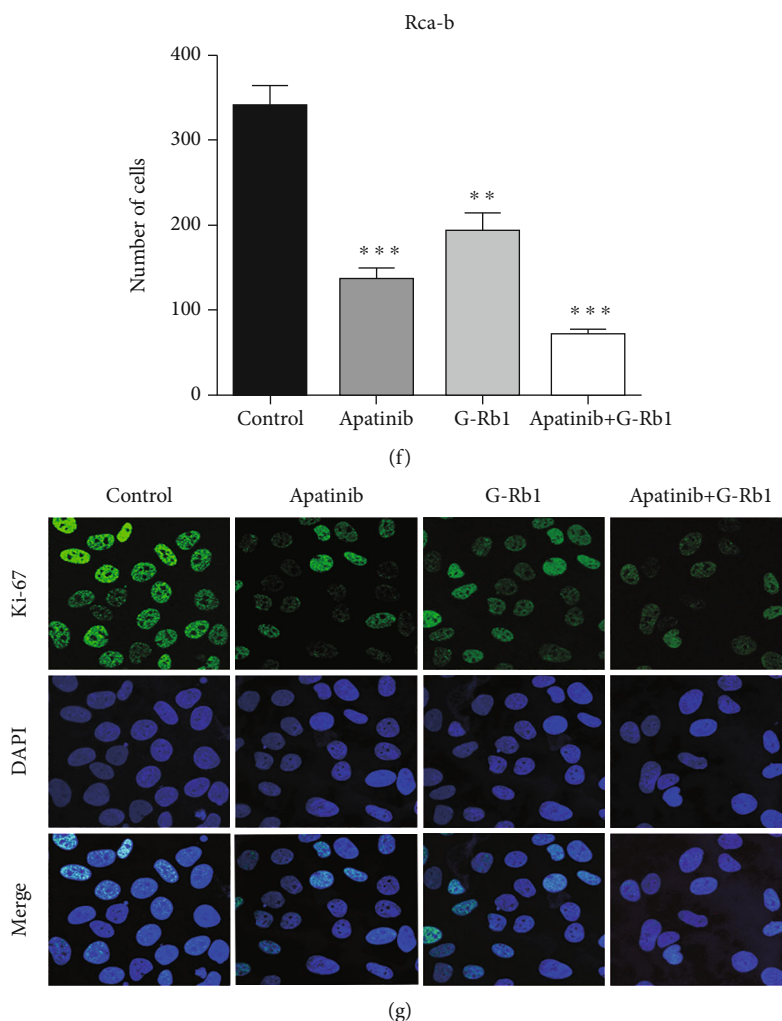 Rca-b
400
300
200
100
0
Number of cells
***
**
***
Control Apatinib G-Rb1 Apatinib+G-Rb1
(f)
Control Apatinib G-Rb1 Apatinib+G-Rb1
Ki-67
DAPI
Merge
(g)